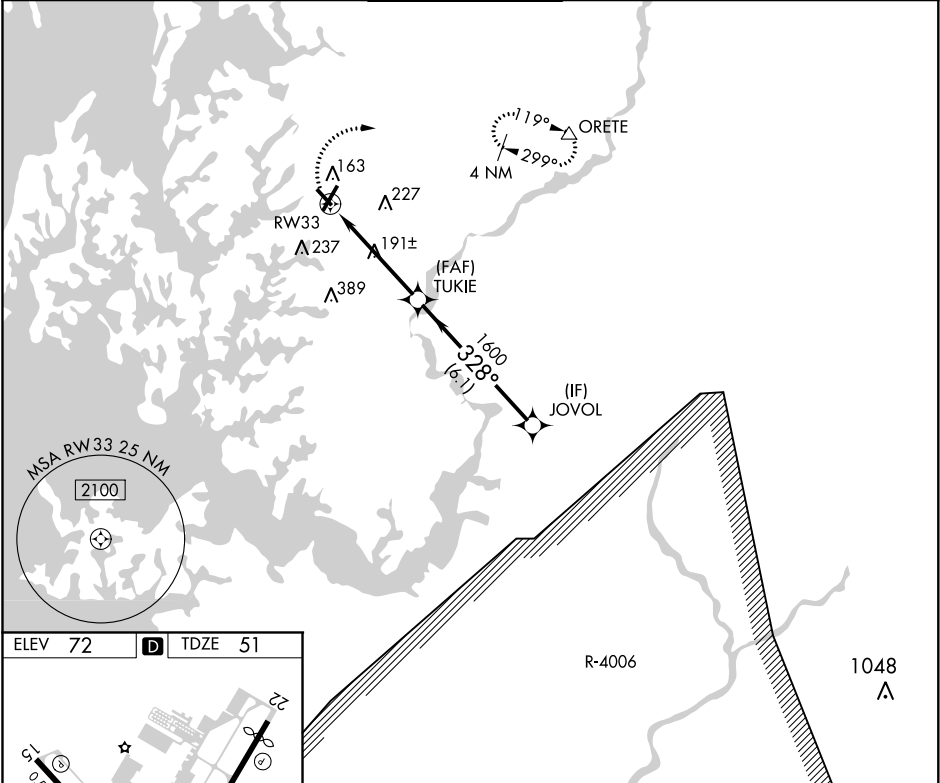 119°
ORETE
299°
4 NM
163
227
RW33
237
191±
(FAF)
TUKIE
389
1600
328°
(6.1)
(IF)
JOVOL
MSA RW33 25 NM
2100
ELEV 72
D
TDZE 51
R-4006
1048
22
15
P
P